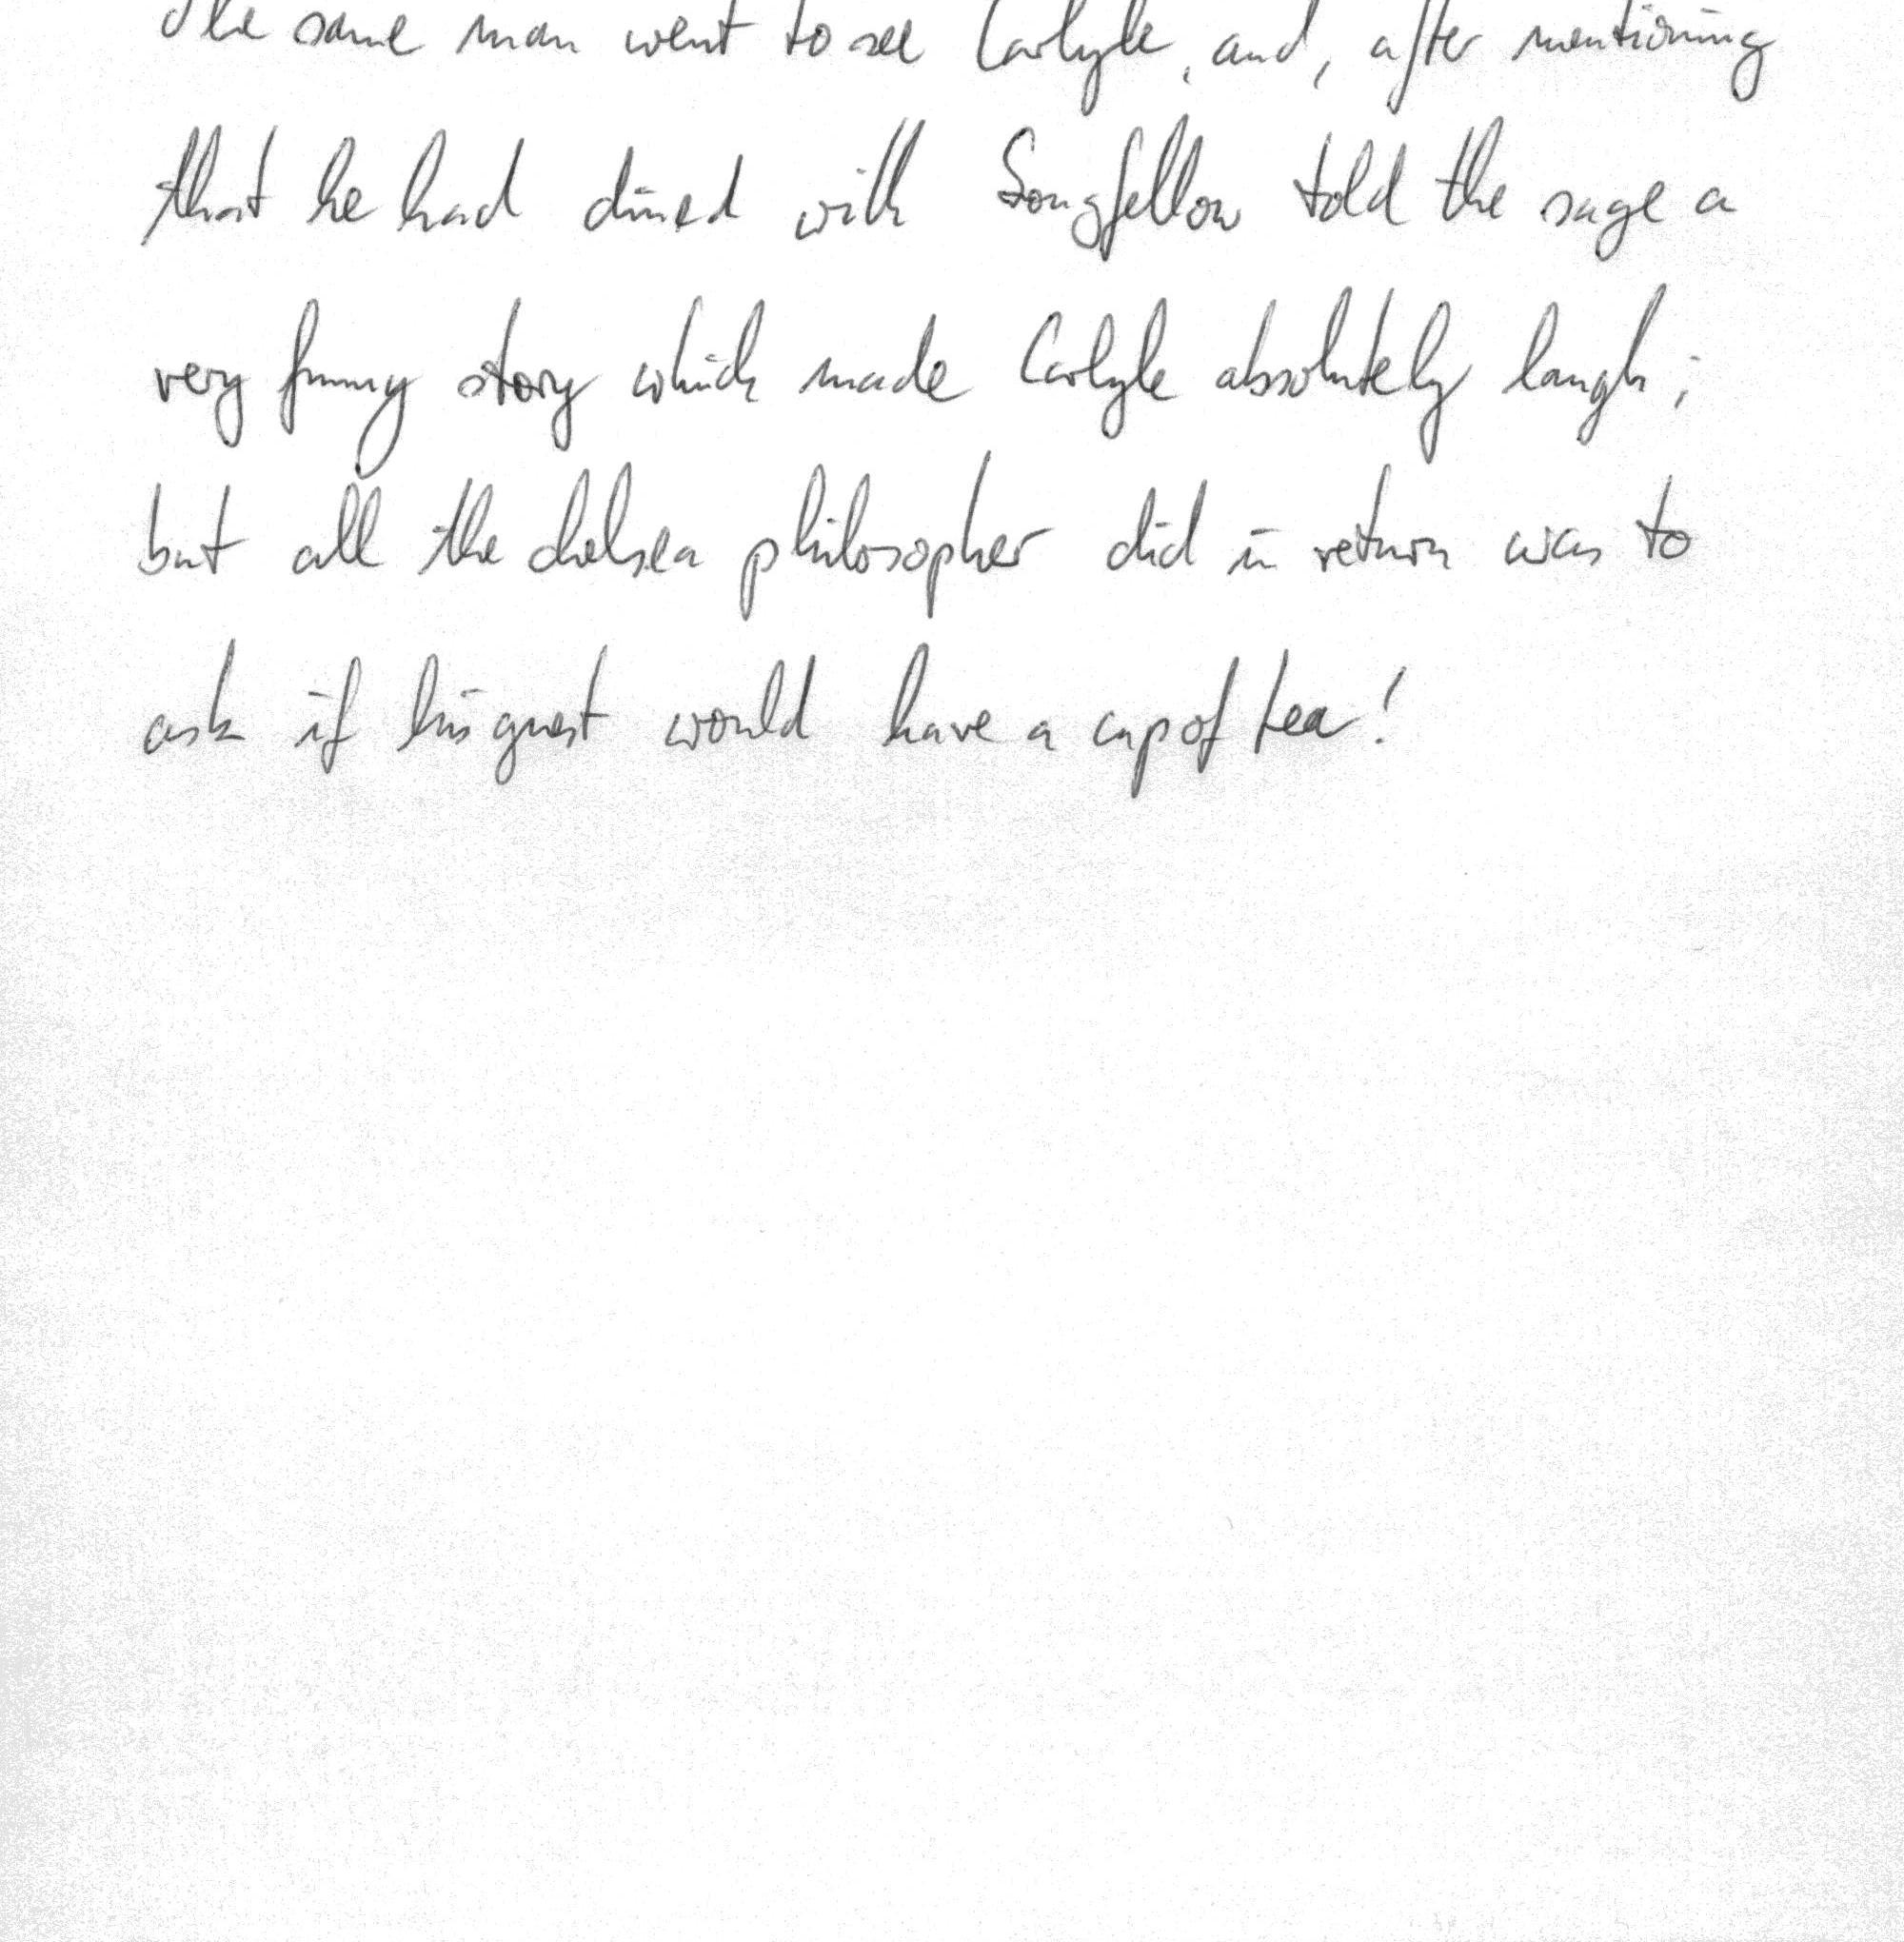 The same man went to see Carlyle, and, after mentioning
that he had dined with Longfellow told the sage a
very funny story which made Carlyle absolutely laugh;
but all the chelsea philosopher did in return was to
ask if his guest would have a cup of tea!